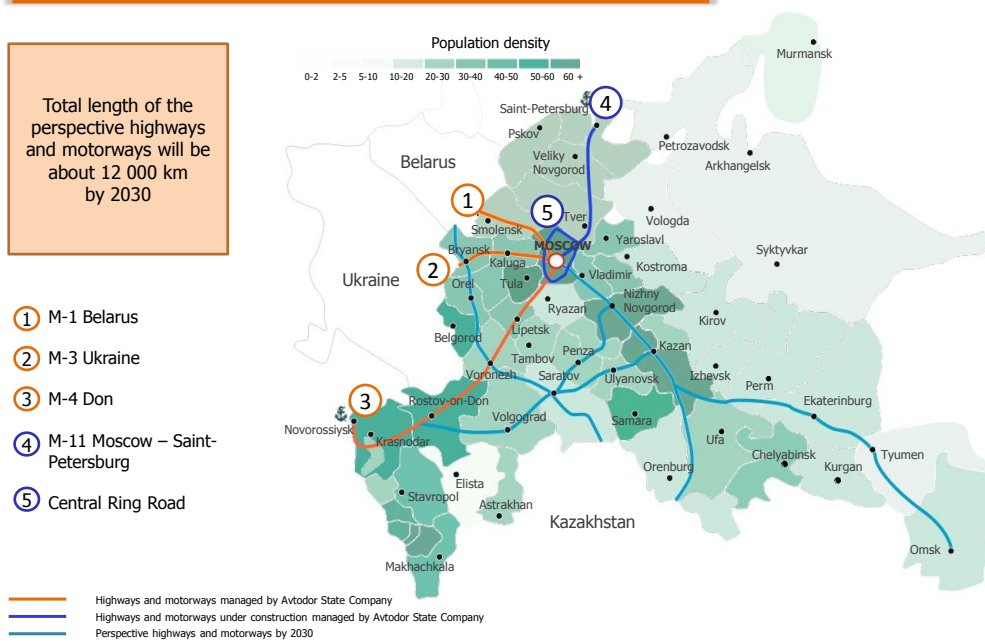 Population density
0-2 2-5 5-10 10-20 20-30 30-40 40-50 50-60 60 +
Total length of the
perspective highways
and motorways will be
about 12 000 km
by 2030
Murmansk
4
Saint-Petersburg
Pskov
Petrozavodsk
Arkhangelsk
Belarus
Veliky
Novgorod
1
5
Tver
Vologda
Smolensk
MOSCOW
Yaroslavl
Syktyvkar
Bryansk
Kaluga
Kostroma
2
Ukraine
Vladimir
Orel
Tula
Nizhny
Novgorod
Ryazan
Kirov
1 M-1 Belarus
Belgorod
Lipetsk
Tambov
Penza
Kazan
2 M-3 Ukraine
Voronezh
Saratov
Ulyanovsk
Izhevsk
Perm
3 M-4 Don
3
Rostov-on-Don
Volgograd
Samara
Ekaterinburg
Novorossiysk
Krasnodar
4 M-11 Moscow – Saint-
Petersburg
Ufa
Chelyabinsk
Tyumen
Elista
Orenburg
Kurgan
5 Central Ring Road
Stavropol
Astrakhan
Kazakhstan
Omsk
Makhachkala
Highways and motorways managed by Avtodor State Company
Highways and motorways under construction managed by Avtodor State Company
Perspective highways and motorways by 2030